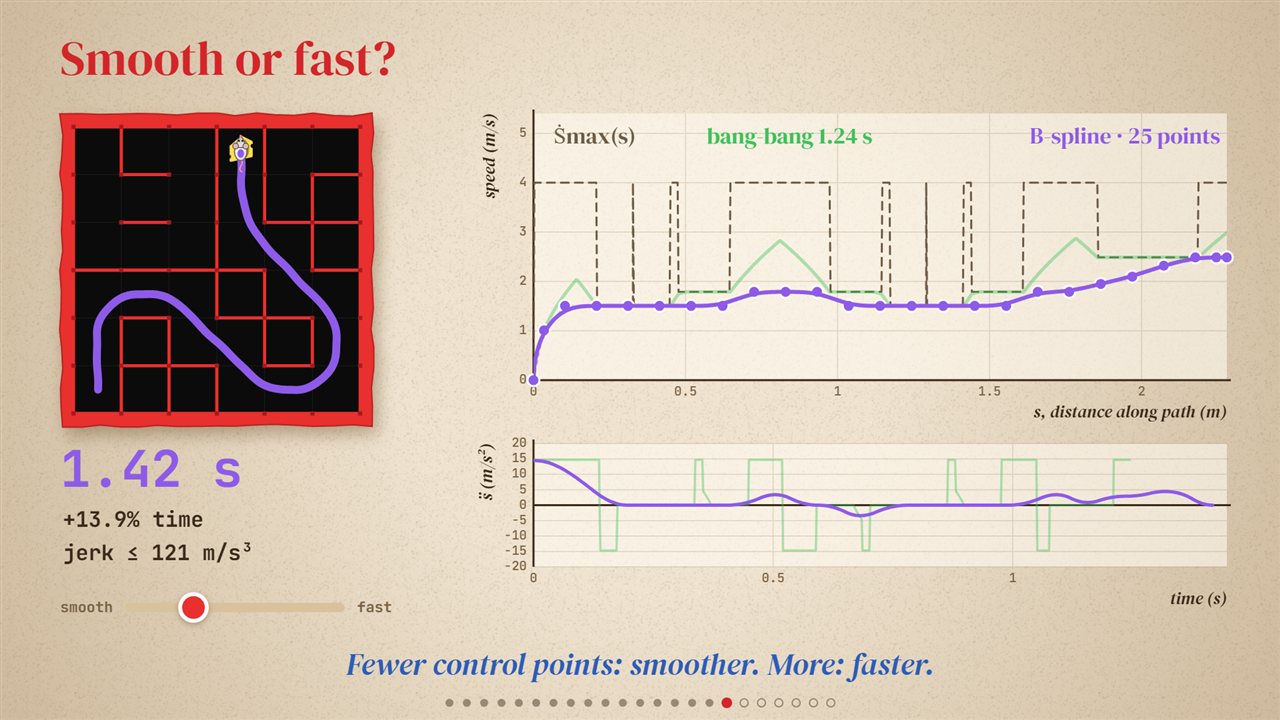 Smooth or fast?
speed (m/s)
Ṡmax(s)
bang-bang 1.24 s
B-spline · 25 points
5
4
3
2
1
0
0
0.5
1
1.5
2
s, distance along path (m)
1.42 s
+13.9% time
jerk ≤ 121 m/s³
smooth
fast
s̈ (m/s²)
20
15
10
5
0
-5
-10
-15
-20
0
0.5
1
time (s)
Fewer control points: smoother. More: faster.